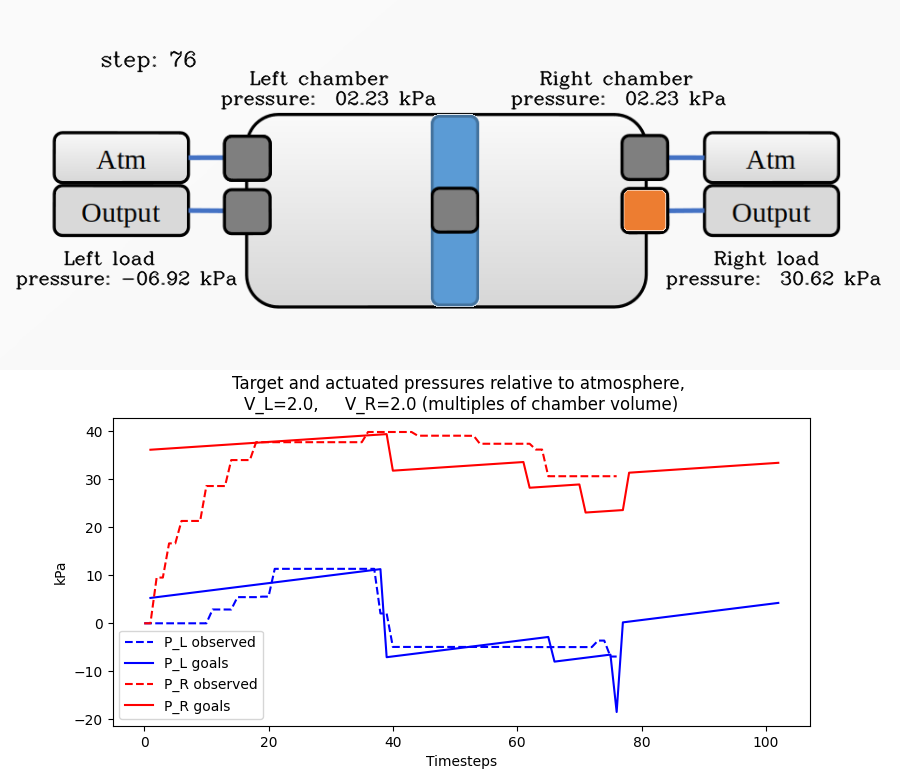 step: 76
Left chamber
pressure:  02.23 kPa
Right chamber
pressure:  02.23 kPa
Atm
Output
Atm
Output
Left load
pressure: -06.92 kPa
Right load
pressure:  30.62 kPa
Target and actuated pressures relative to atmosphere,
V_L=2.0,     V_R=2.0 (multiples of chamber volume)
kPa
40
30
20
10
0
−10
−20
P_L observed
P_L goals
P_R observed
P_R goals
0 20 40 60 80 100
Timesteps